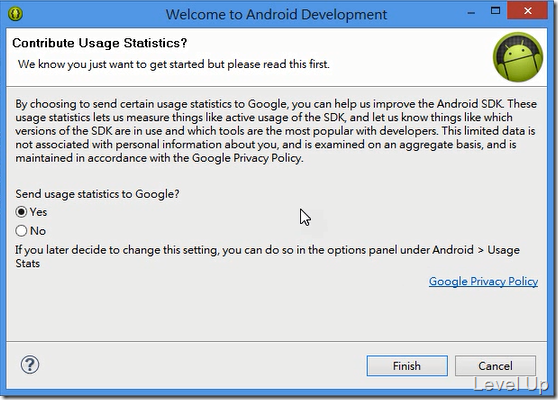 Welcome to Android Development
Contribute Usage Statistics?
We know you just want to get started but please read this first.
By choosing to send certain usage statistics to Google, you can help us improve the Android SDK. These
usage statistics lets us measure things like active usage of the SDK, and let us know things like which
versions of the SDK are in use and which tools are the most popular with developers. This limited data is
not associated with personal information about you, and is examined on an aggregate basis, and is
maintained in accordance with the Google Privacy Policy.
Send usage statistics to Google?
Yes
No
If you later decide to change this setting, you can do so in the options panel under Android > Usage
Stats
Google Privacy Policy
?
Finish
Cancel
Level Up